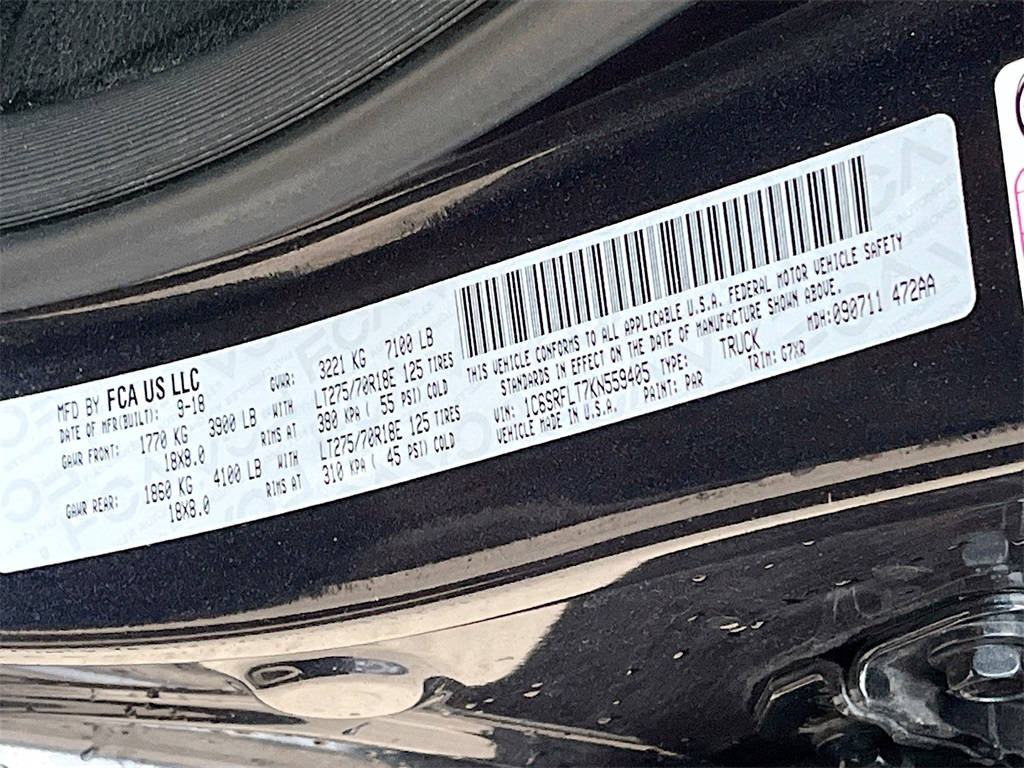 MFD BY FCA US LLC
DATE OF MFR(BUILT): 9-18 GVWR: 3221 KG 7100 LB
GAWR FRONT: 1770 KG 3900 LB WITH LT275/70R18E 125 TIRES
18X8.0 RIMS AT 380 KPA ( 55 PSI) COLD
GAWR REAR: 1860 KG 4100 LB WITH LT275/70R18E 125 TIRES
18X8.0 RIMS AT 310 KPA ( 45 PSI) COLD
THIS VEHICLE CONFORMS TO ALL APPLICABLE U.S.A. FEDERAL MOTOR VEHICLE SAFETY
STANDARDS IN EFFECT ON THE DATE OF MANUFACTURE SHOWN ABOVE.
VIN: 1C6SRFLT7KN559405 TYPE: TRUCK MDH:090711 472AA
VEHICLE MADE IN U.S.A. PAINT: PAR TRIM: G7XR